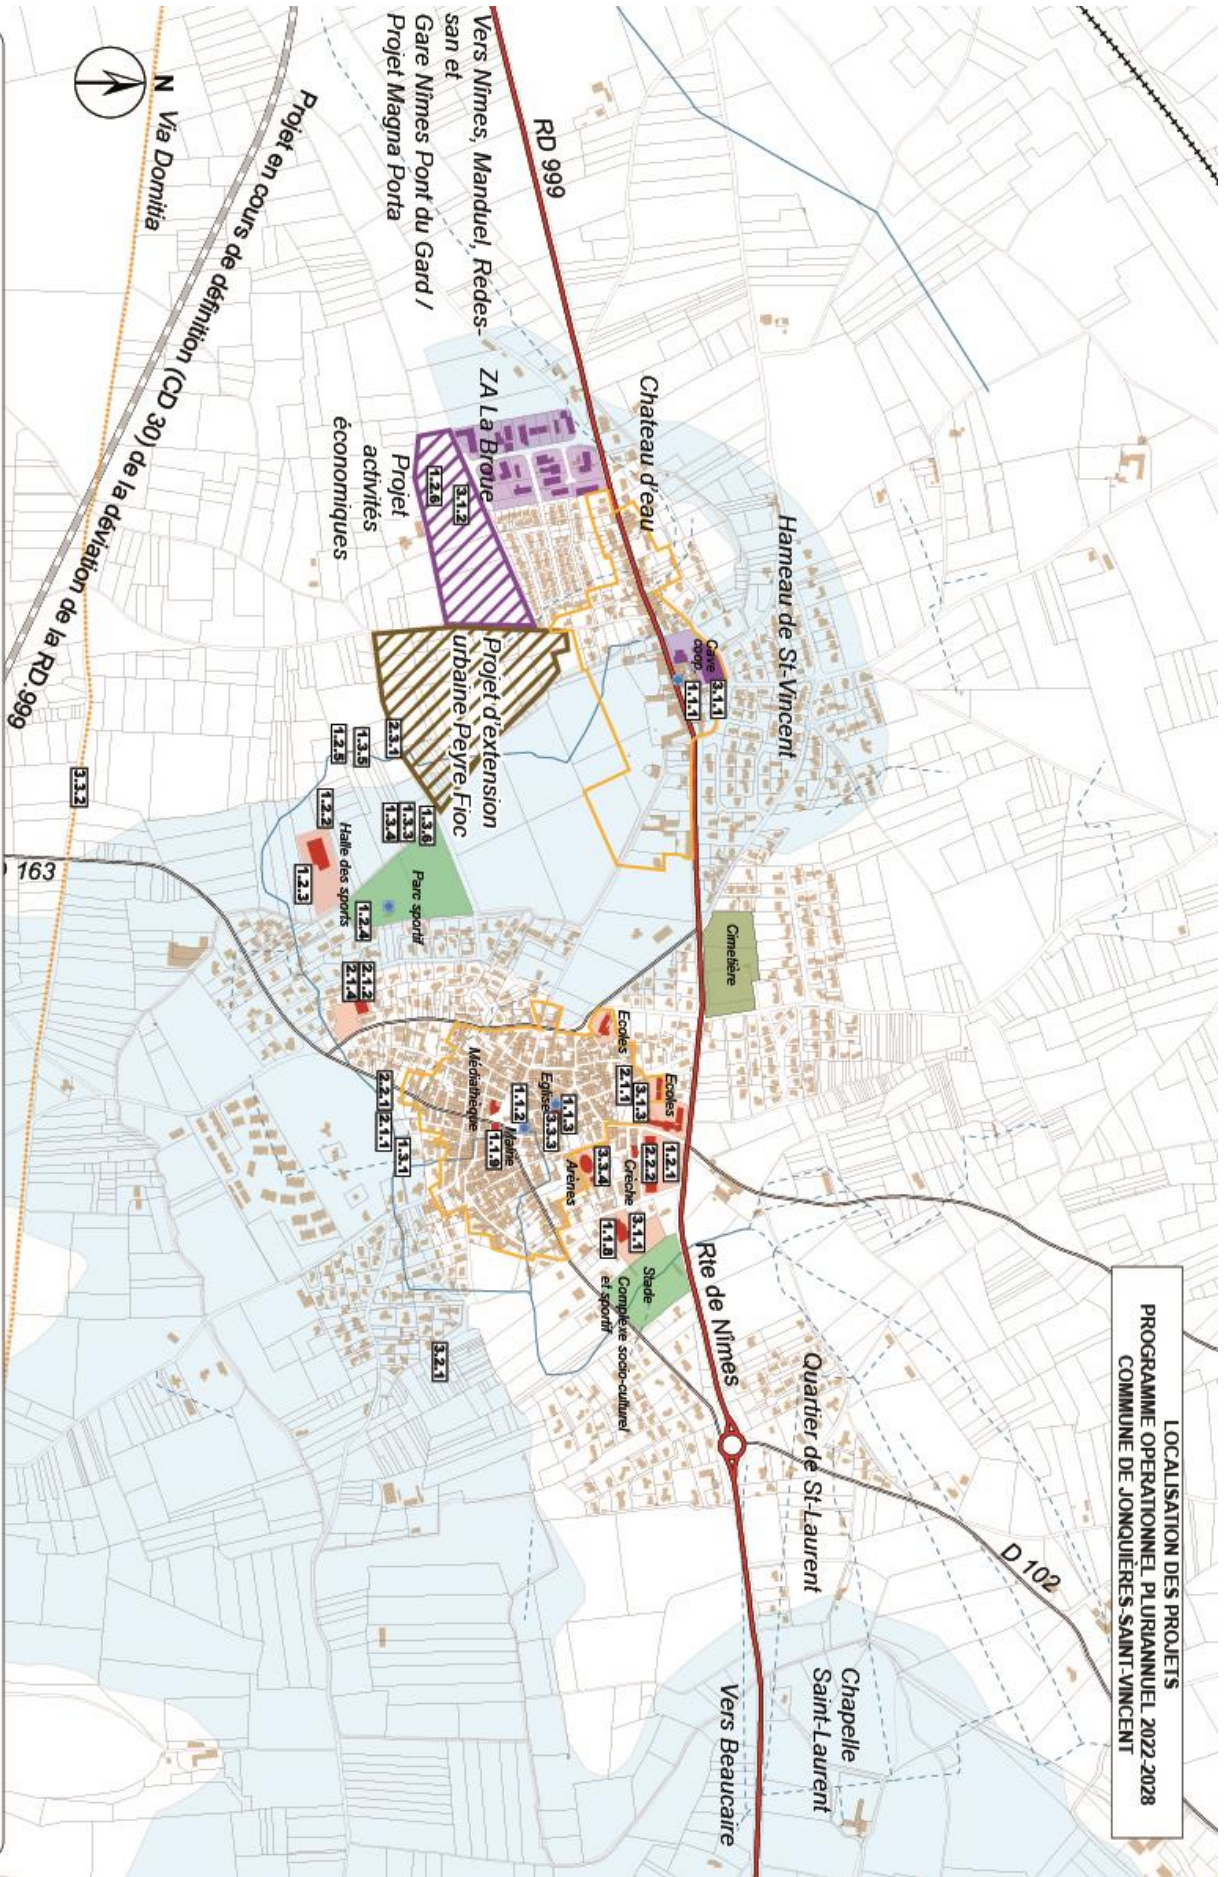 LOCALISATION DES PROJETS
PROGRAMME OPERATIONNEL PLURIANNUEL 2022-2028
COMMUNE DE JONQUIÈRES-SAINT-VINCENT
D 102
Chapelle
Saint-Laurent
Quartier de St-Laurent
Vers Beaucaire
Rte de Nîmes
Hameau de St-Vincent
Chateau d'eau
RD 999
Vers Nîmes, Manduel, Redes-
san et
Gare Nîmes Pont du Gard /
Projet Magna Porta
ZA La Broue
3.1.2
1.2.6
Projet
activités
économiques
Cave
coop.
3.1.1
1.1.1
Projet d'extension
urbaine Peyre Fioc
2.3.1
1.3.5
1.2.5
1.3.6
1.3.3
1.3.4
1.2.2
Halle des sports
1.2.3
Parc sportif
1.2.4
2.1.2
2.1.4
Cimetière
Ecoles
2.1.1
Ecoles
3.1.3
1.2.1
2.2.2
Crèche
3.3.4
Arènes
1.1.3
3.3.3
Eglise
1.1.2
Mairie
1.1.9
Médiathèque
2.2.1
2.3.1
1.3.1
3.1.1
1.1.8
Stade
Complexe socio-culturel
et sportif
3.2.1
3.3.2
163
Projet en cours de définition (CD 30) de la déviation de la RD.999
Via Domitia
N